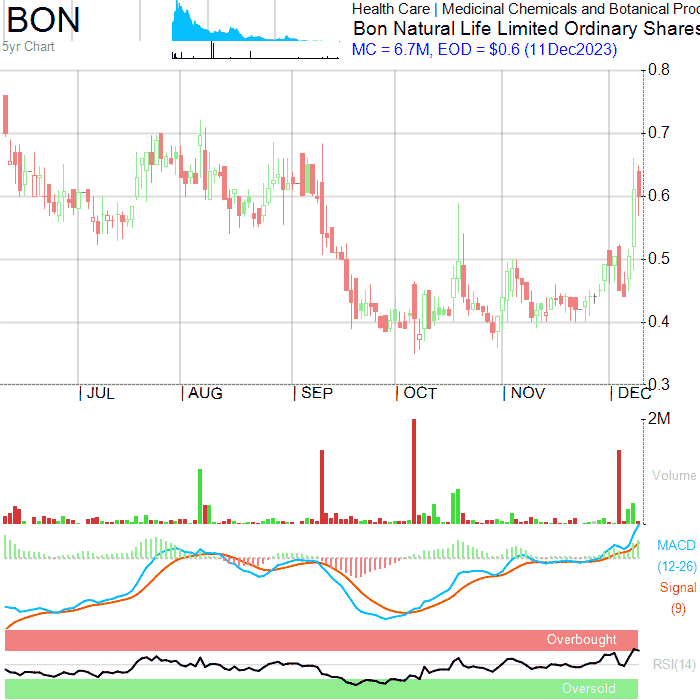 BON
5yr Chart
Health Care | Medicinal Chemicals and Botanical Proc
Bon Natural Life Limited Ordinary Shares
MC = 6.7M, EOD = $0.6 (11Dec2023)
0.8
0.7
0.6
0.5
0.4
0.3
| JUL | AUG | SEP | OCT | NOV | DEC
2M
Volume
MACD
(12-26)
Signal
(9)
Overbought
RSI(14)
Oversold